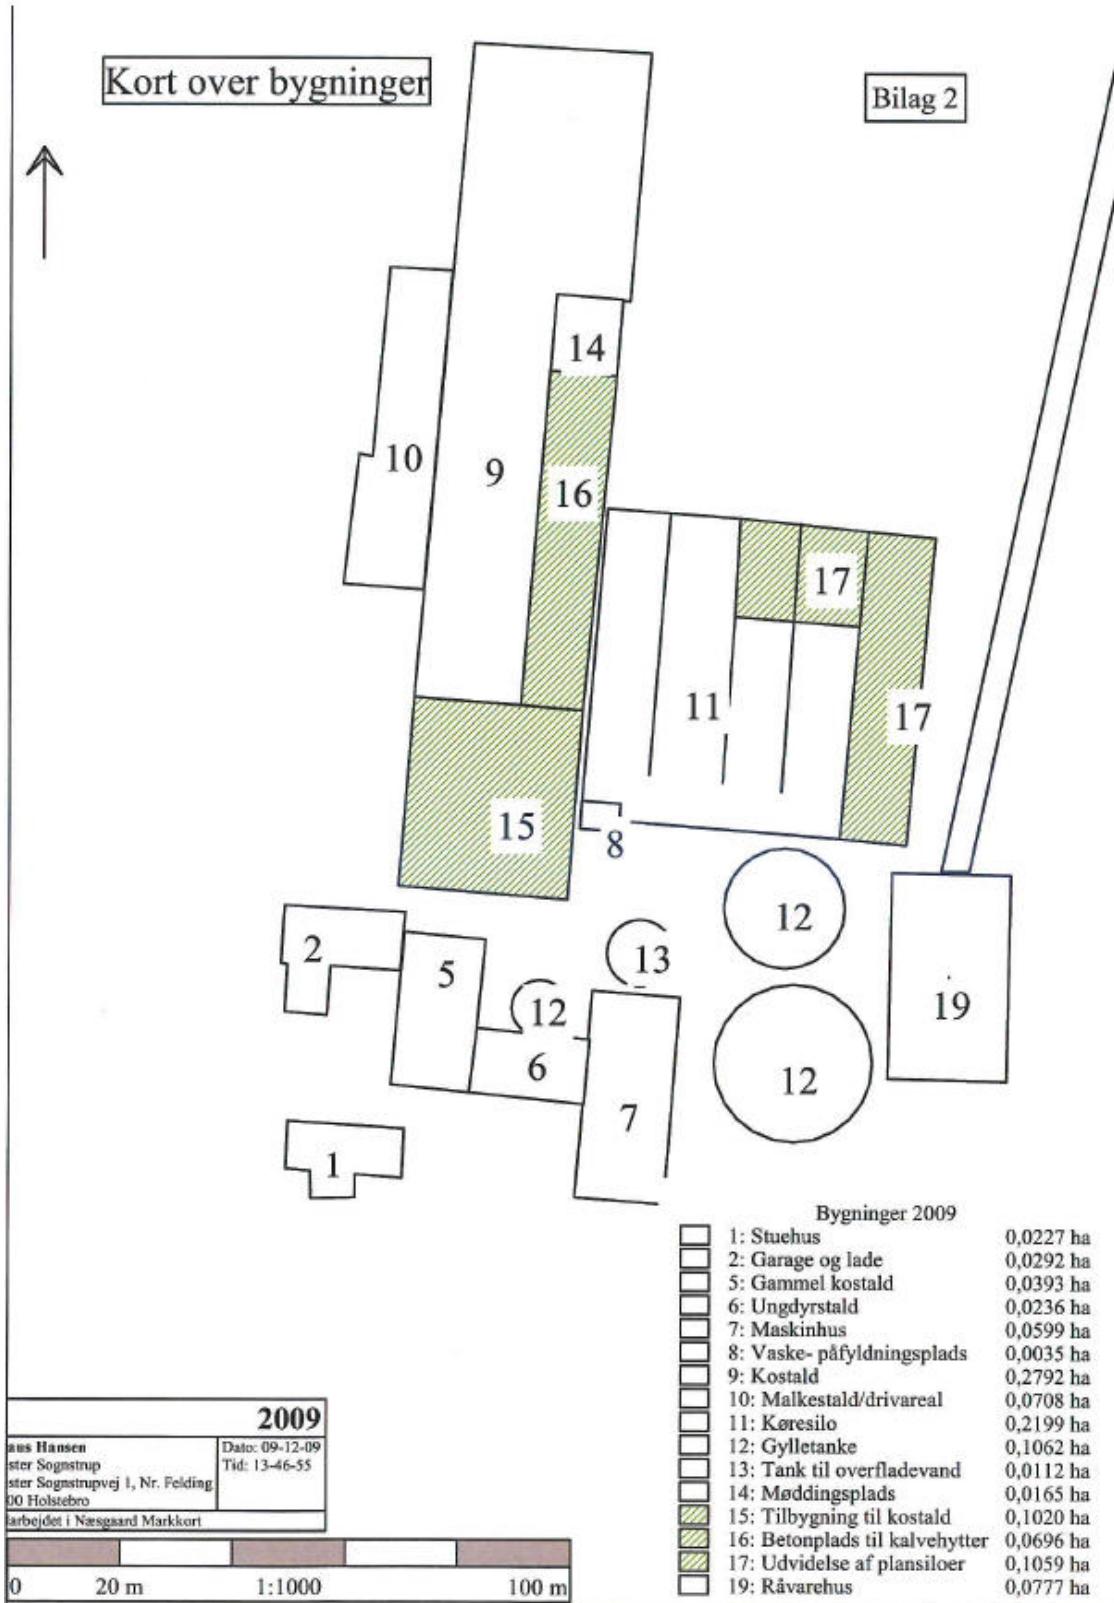 Kort over bygninger
Bilag 2
14
10
9
16
17
11
17
15
8
12
2
5
13
12
19
6
12
7
1
Bygninger 2009
1: Stuehus 0,0227 ha
2: Garage og lade 0,0292 ha
5: Gammel kostald 0,0393 ha
6: Ungdyrstald 0,0236 ha
7: Maskinhus 0,0599 ha
8: Vaske- påfyldningsplads 0,0035 ha
9: Kostald 0,2792 ha
10: Malkestald/drivareal 0,0708 ha
11: Køresilo 0,2199 ha
12: Gylletanke 0,1062 ha
13: Tank til overfladevand 0,0112 ha
14: Møddingsplads 0,0165 ha
15: Tilbygning til kostald 0,1020 ha
16: Betonplads til kalvehytter 0,0696 ha
17: Udvidelse af plansiloer 0,1059 ha
19: Råvarehus 0,0777 ha
2009
aus Hansen
ster Sognstrup
ster Sognstrupvej 1, Nr. Felding
00 Holstebro
Dato: 09-12-09
Tid: 13-46-55
arbejdet i Næsgaard Markkort
0 20 m 1:1000 100 m